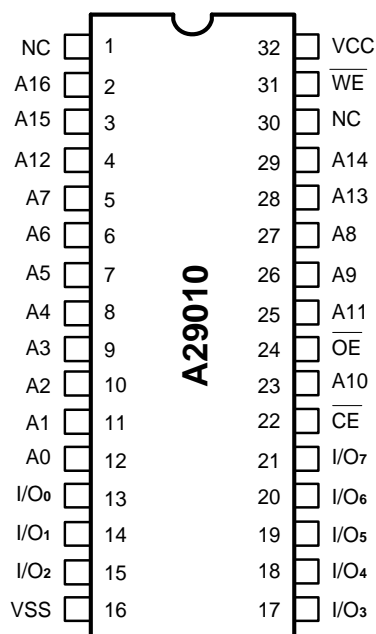 NC 1 32 VCC
A16 2 31 W̅E̅
A15 3 30 NC
A12 4 29 A14
A7 5 28 A13
A6 6 27 A8
A5 7 26 A9
A4 8 25 A11
A3 9 24 O̅E̅
A2 10 23 A10
A1 11 22 C̅E̅
A0 12 21 I/O₇
I/O₀ 13 20 I/O₆
I/O₁ 14 19 I/O₅
I/O₂ 15 18 I/O₄
VSS 16 17 I/O₃
A29010